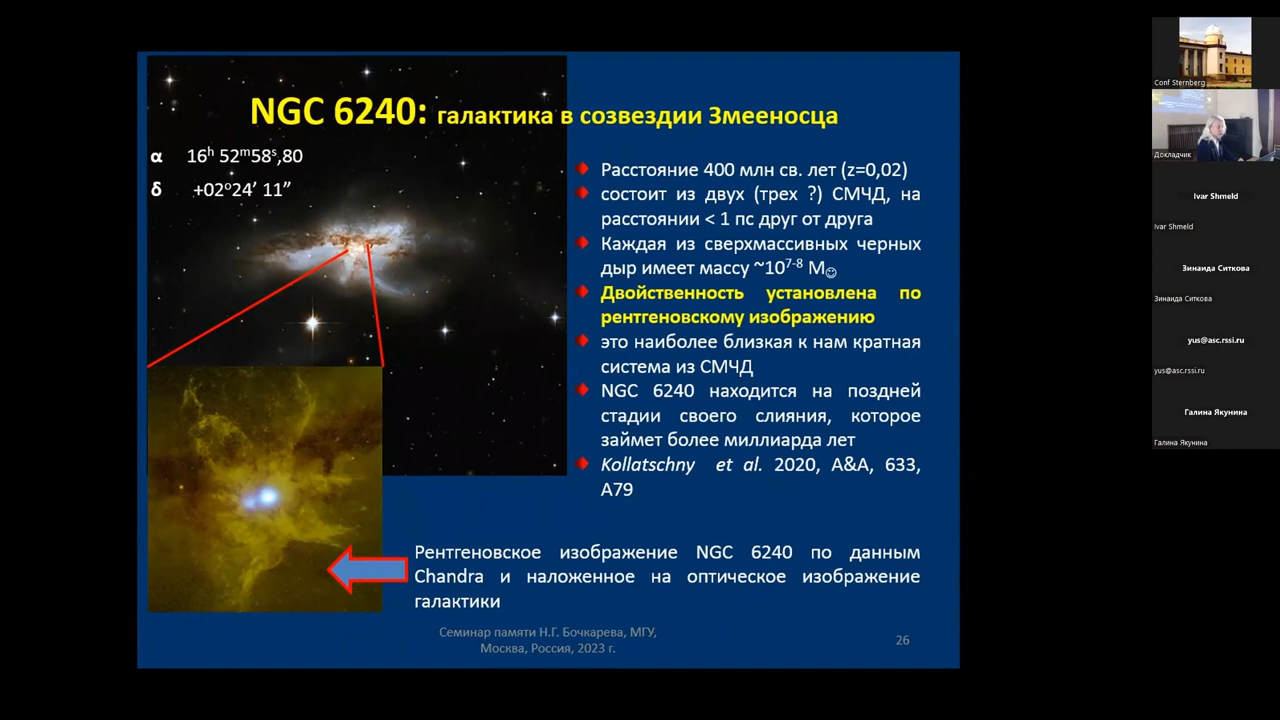 NGC 6240: галактика в созвездии Змееносца
α 16h 52m58s,80
δ +02o24’ 11”
Расстояние 400 млн св. лет (z=0,02)
состоит из двух (трех ?) СМЧД, на
расстоянии < 1 пс друг от друга
Каждая из сверхмассивных черных
дыр имеет массу ~10⁷⁻⁸ M☺
Двойственность установлена по
рентгеновскому изображению
это наиболее близкая к нам кратная
система из СМЧД
NGC 6240 находится на поздней
стадии своего слияния, которое
займет более миллиарда лет
Kollatschny et al. 2020, A&A, 633,
A79
Рентгеновское изображение NGC 6240 по данным
Chandra и наложенное на оптическое изображение
галактики
Семинар памяти Н.Г. Бочкарева, МГУ,
Москва, Россия, 2023 г.
26
Conf Sternberg
Докладчик
Ivar Shmeld
Ivar Shmeld
Зинаида Ситкова
Зинаида Ситкова
yus@asc.rssi.ru
yus@asc.rssi.ru
Галина Якунина
Галина Якунина